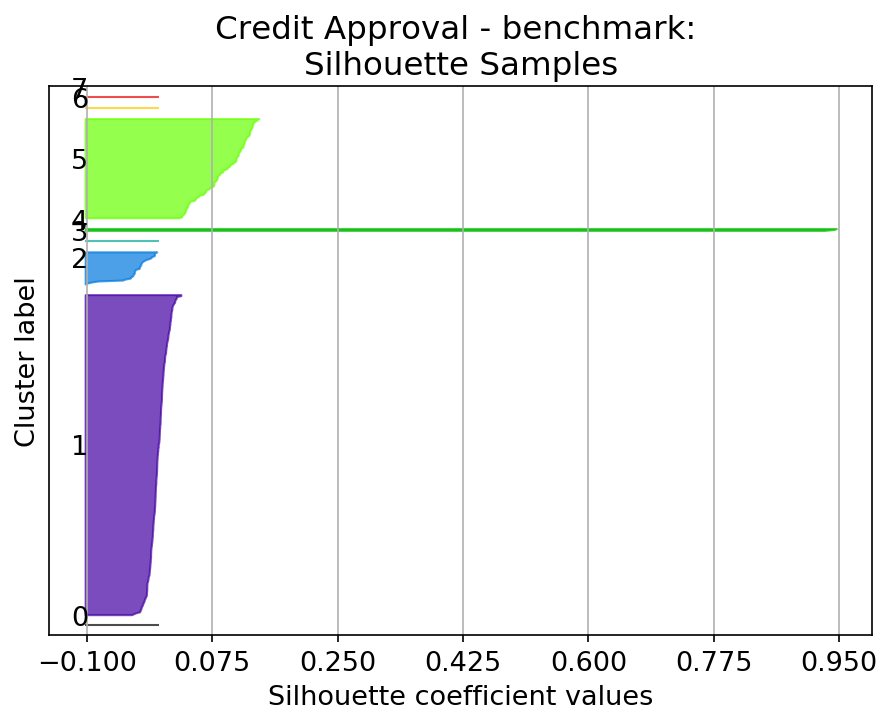 Credit Approval - benchmark:
Silhouette Samples
7
6
5
4
3
2
1
0
Cluster label
−0.100 0.075 0.250 0.425 0.600 0.775 0.950
Silhouette coefficient values